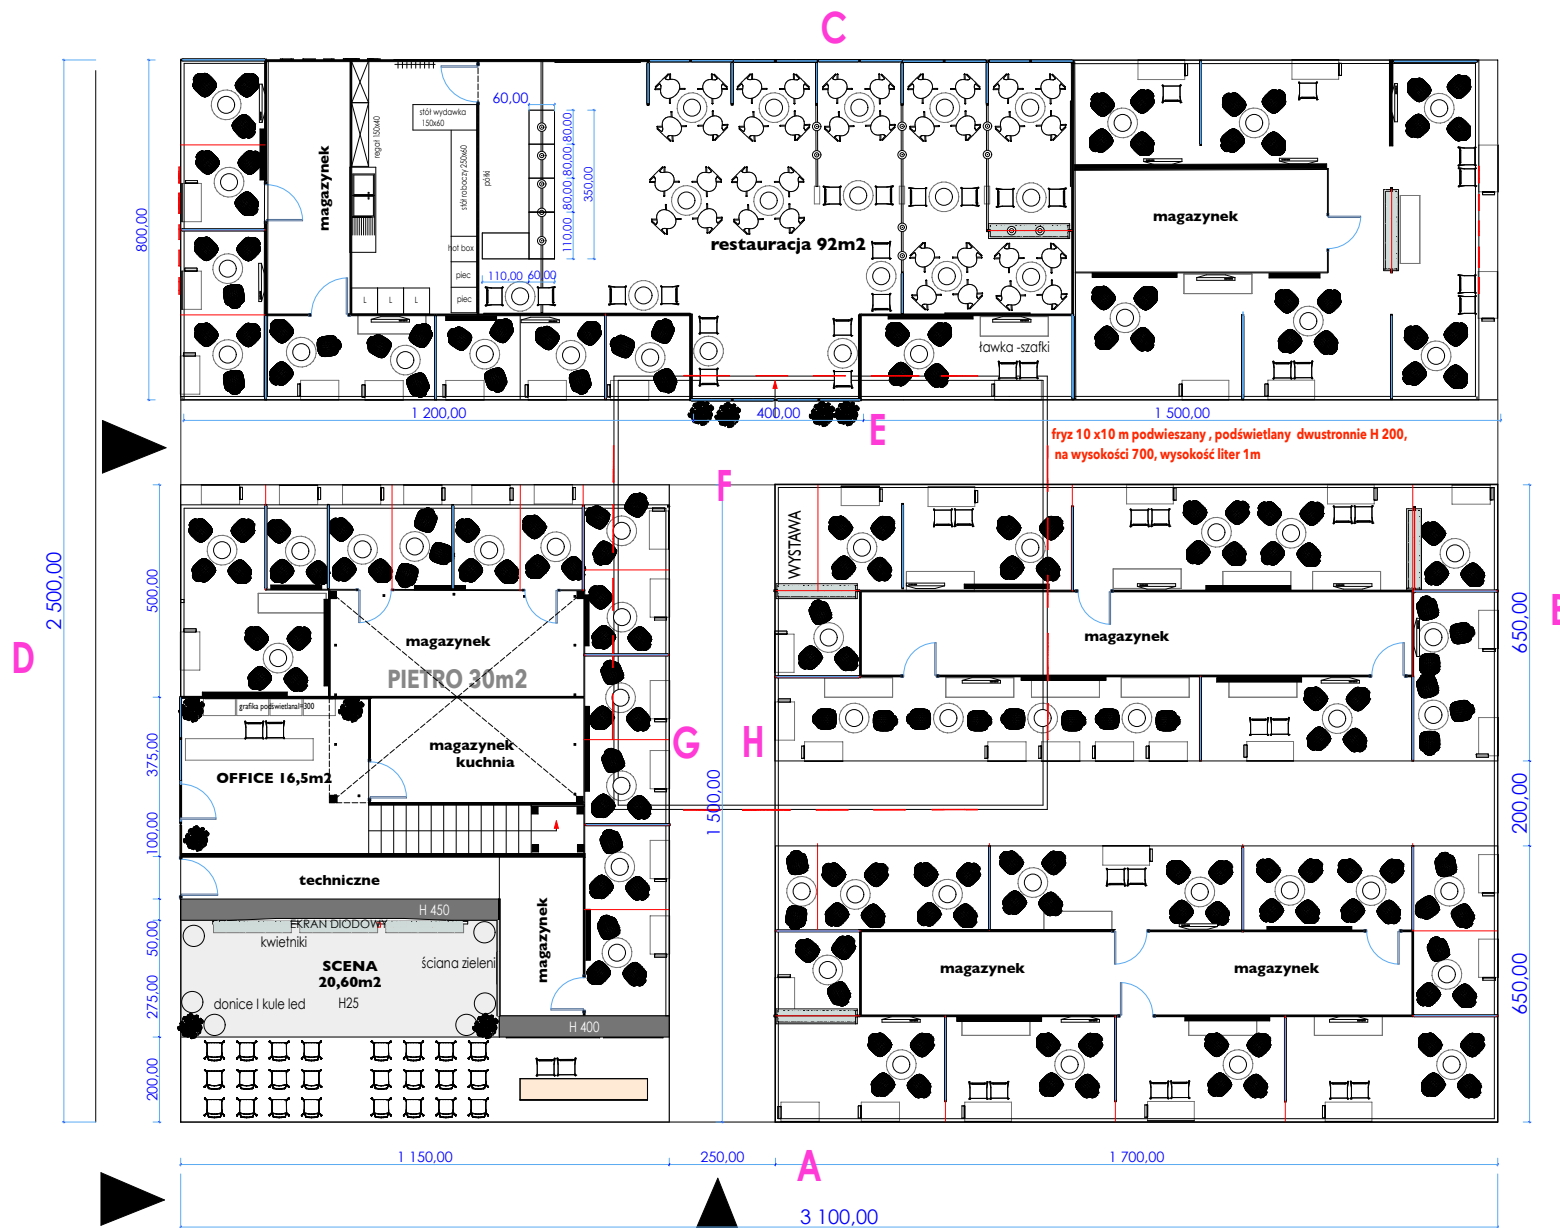 C
60,00
stół wydawka
150x60
regał 150x40
magazynek
stół roboczy 250x60
półki
80,00
80,00
80,00
110,00
350,00
800,00
magazynek
restauracja 92m2
hot box
piec
piec
110,00
60,00
L
L
L
ławka -szafki
1 200,00
400,00
1 500,00
E
fryz 10 x10 m podwieszany , podświetlany dwustronnie H 200,
na wysokości 700, wysokość liter 1m
F
WYSTAWA
2 500,00
500,00
magazynek
PIETRO 30m2
magazynek
650,00
B
D
grafika podświetlanaH=300
375,00
magazynek
kuchnia
G
H
OFFICE 16,5m2
1 500,00
200,00
100,00
techniczne
H 450
EKRAN DIODOWY
kwietniki
50,00
magazynek
ściana zieleni
SCENA
20,60m2
magazynek
magazynek
275,00
donice I kule led
H25
650,00
H 400
200,00
1 150,00
250,00
A
1 700,00
3 100,00